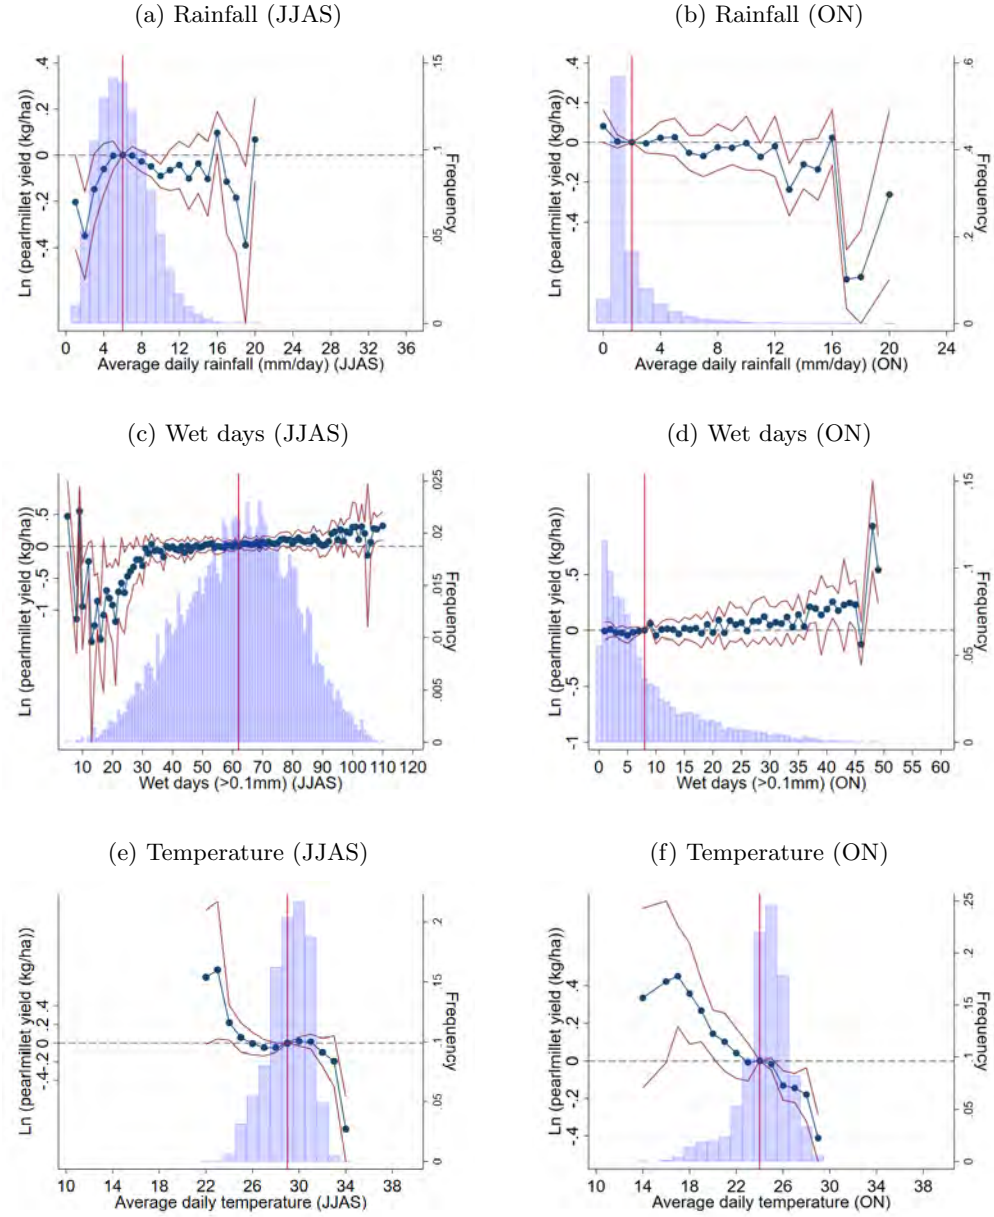 (a) Rainfall (JJAS)
Ln (pearlmillet yield (kg/ha))
.4
.2
0
-.2
-.4
.15
.1
.05
0
Frequency
0 4 8 12 16 20 24 28 32 36
Average daily rainfall (mm/day) (JJAS)
(b) Rainfall (ON)
Ln (pearlmillet yield (kg/ha))
.4
.2
0
-.2
-.4
.6
.4
.2
0
Frequency
0 4 8 12 16 20 24
Average daily rainfall (mm/day) (ON)
(c) Wet days (JJAS)
Ln (pearlmillet yield (kg/ha))
.5
0
-.5
-1
.025
.02
.015
.01
.005
0
Frequency
10 20 30 40 50 60 70 80 90 100 110 120
Wet days (>0.1mm) (JJAS)
(d) Wet days (ON)
Ln (pearlmillet yield (kg/ha))
.5
0
-.5
-1
.15
.1
.05
0
Frequency
0 5 10 15 20 25 30 35 40 45 50 55 60
Wet days (>0.1mm) (ON)
(e) Temperature (JJAS)
Ln (pearlmillet yield (kg/ha))
.4
.2
0
-.2
-.4
.2
.15
.1
.05
0
Frequency
10 14 18 22 26 30 34 38
Average daily temperature (JJAS)
(f) Temperature (ON)
Ln (pearlmillet yield (kg/ha))
.4
.2
0
-.2
-.4
.25
.2
.15
.1
.05
0
Frequency
10 14 18 22 26 30 34 38
Average daily temperature (ON)